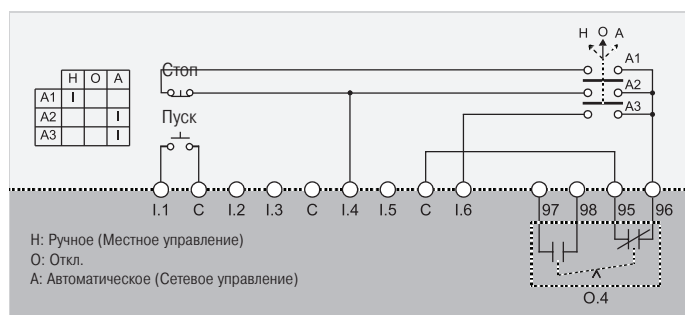 H O A
H O A
A1 I
A2 I
A3 I
Стоп
Пуск
A1
A2
A3
I.1 C I.2 I.3 C I.4 I.5 C I.6 97 98 95 96
H: Ручное (Местное управление)
O: Откл.
A: Автоматическое (Сетевое управление)
O.4